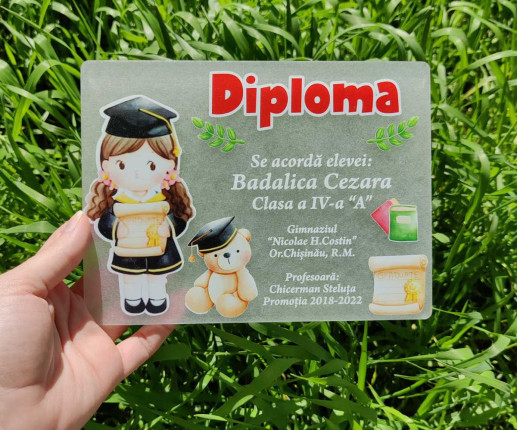 Diploma
Se acordă elevei:
Badalica Cezara
Clasa a IV-a "A"
Gimnaziul
"Nicolae H.Costin"
Or.Chișinău, R.M.
Profesoară:
Chicerman Steluța
Promoția 2018-2022